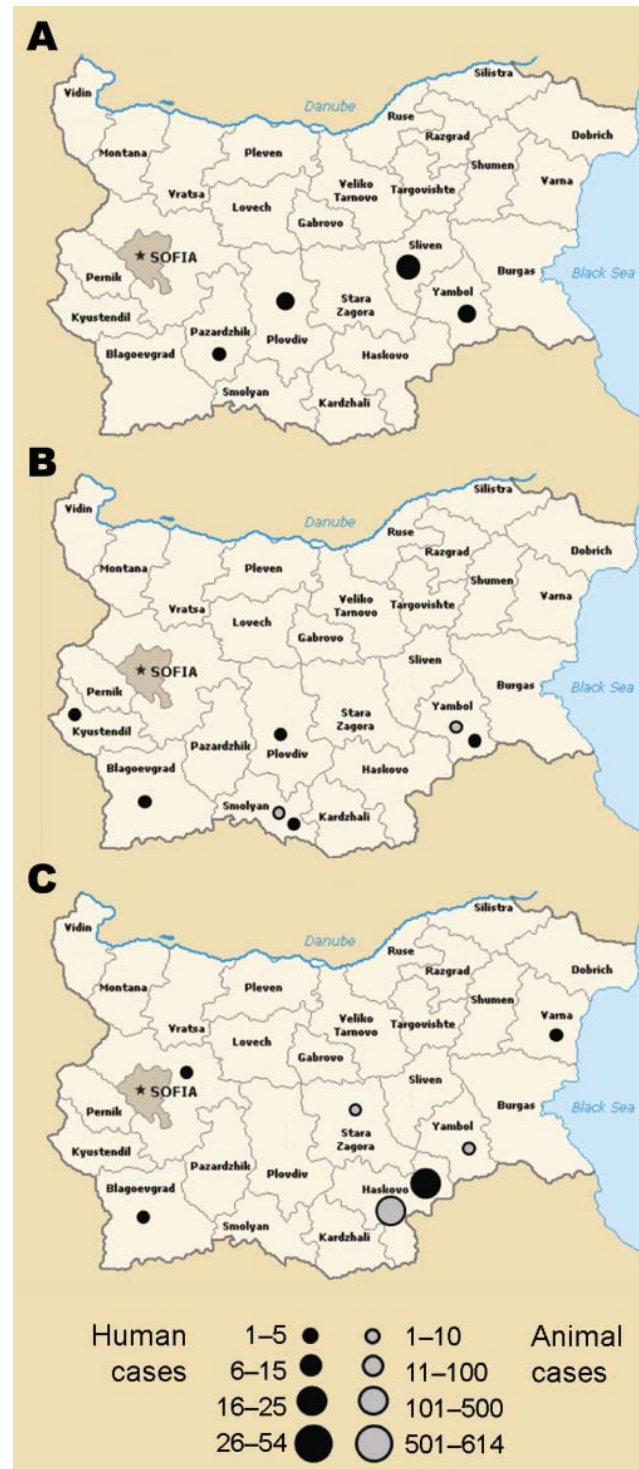 A
Vidin
Montana
Vratsa
Pleven
Lovech
Gabrovo
Veliko
Tarnovo
Danube
Ruse
Razgrad
Targovishte
Silistra
Shumen
Dobrich
Varna
SOFIA
Pernik
Kyustendil
Blagoevgrad
Pazardzhik
Plovdiv
Smolyan
Stara
Zagora
Sliven
Yambol
Burgas
Haskovo
Kardzhali
Black Sea
B
Vidin
Montana
Vratsa
Pleven
Lovech
Gabrovo
Veliko
Tarnovo
Danube
Ruse
Razgrad
Targovishte
Silistra
Shumen
Dobrich
Varna
SOFIA
Pernik
Kyustendil
Blagoevgrad
Pazardzhik
Plovdiv
Smolyan
Stara
Zagora
Sliven
Yambol
Burgas
Haskovo
Kardzhali
Black Sea
C
Vidin
Montana
Vratsa
Pleven
Lovech
Gabrovo
Veliko
Tarnovo
Danube
Ruse
Razgrad
Targovishte
Silistra
Shumen
Dobrich
Varna
SOFIA
Pernik
Kyustendil
Blagoevgrad
Pazardzhik
Plovdiv
Smolyan
Stara
Zagora
Sliven
Yambol
Burgas
Haskovo
Kardzhali
Black Sea
Human
cases
1–5
6–15
16–25
26–54
1–10
11–100
101–500
501–614
Animal
cases